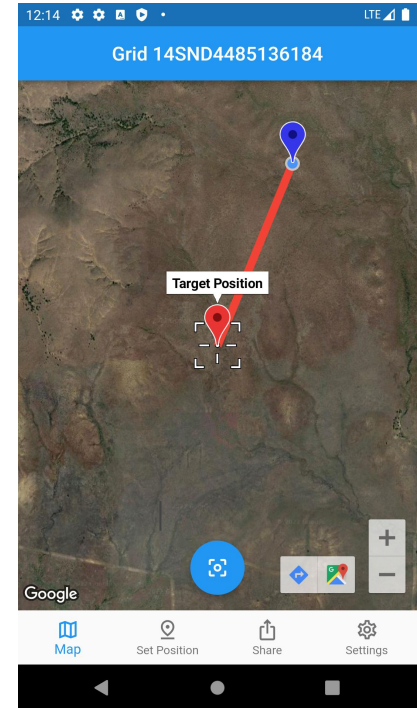 12:14
LTE
Grid 14SND4485136184
Target Position
Google
Map
Set Position
Share
Settings